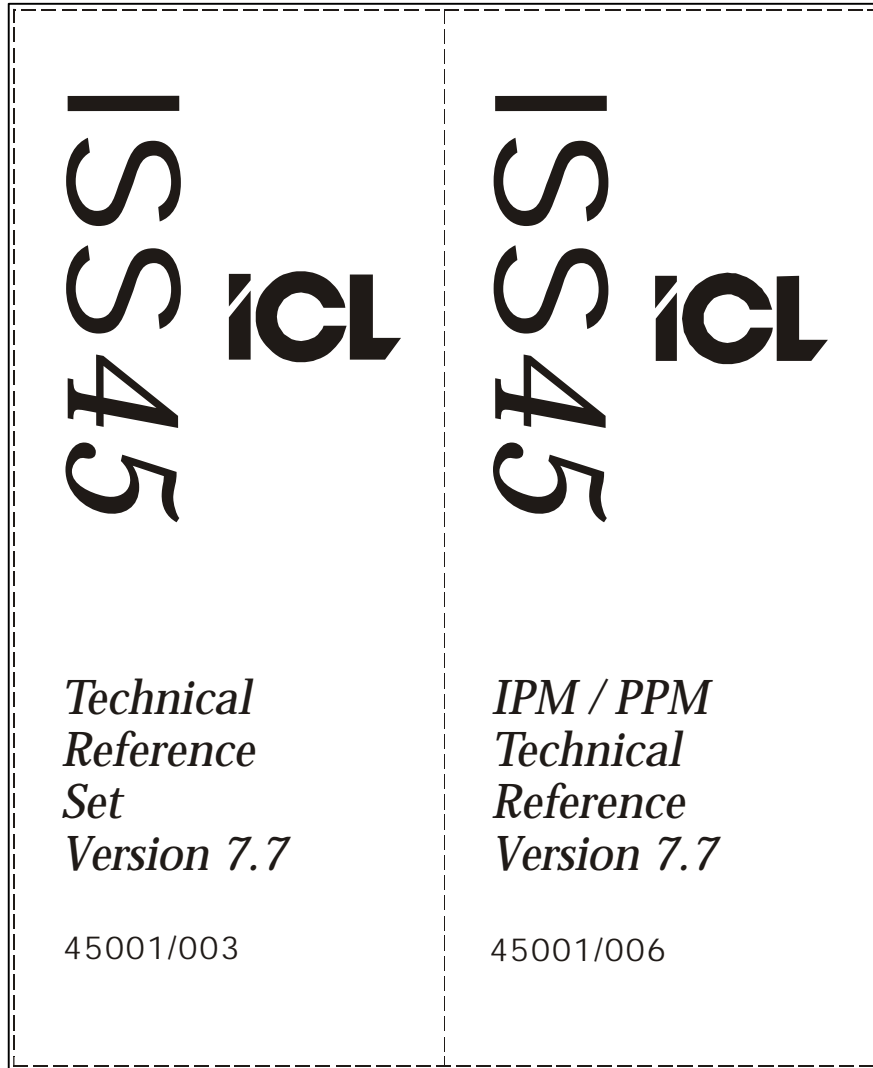 ISS45
ICL
Technical
Reference
Set
Version 7.7
45001/003
ISS45
ICL
IPM / PPM
Technical
Reference
Version 7.7
45001/006